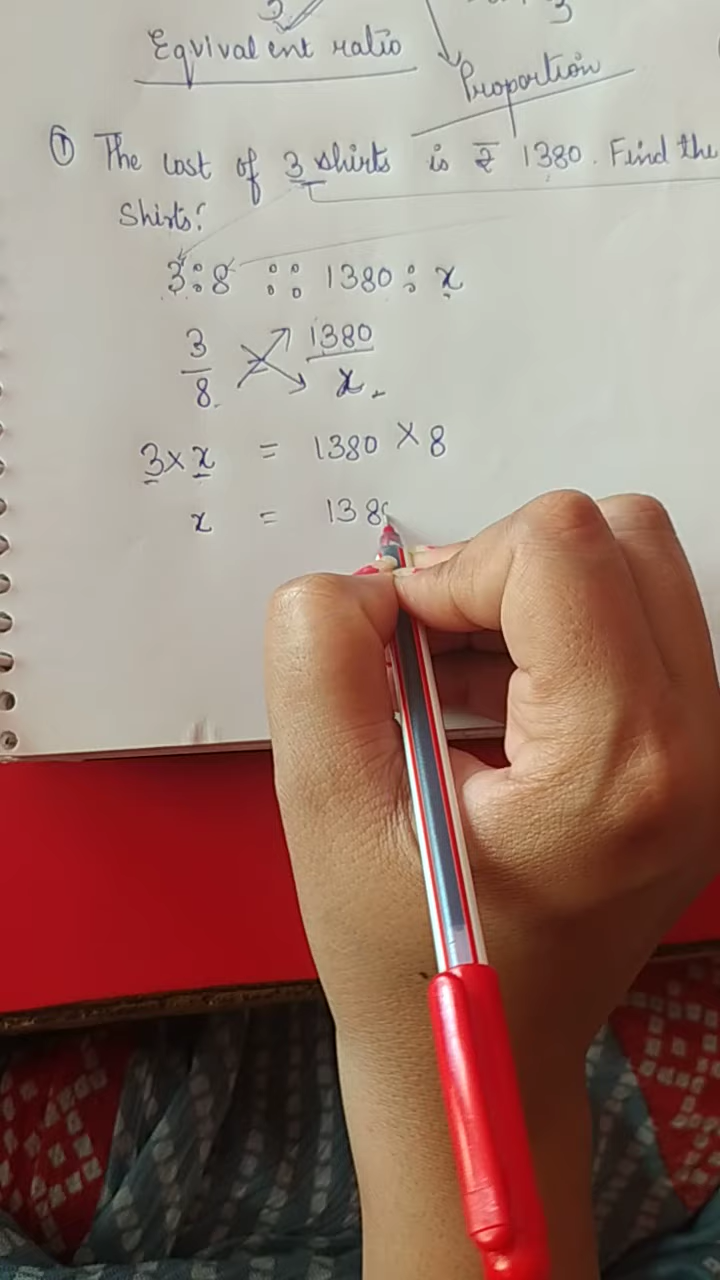 Eqvivalent ratio
Proportion
① The cost of 3 shirts is ₹ 1380. Find the
Shirts?
3:8 :: 1380 : x
3/8 1380/x
3 × x = 1380 × 8
x = 138